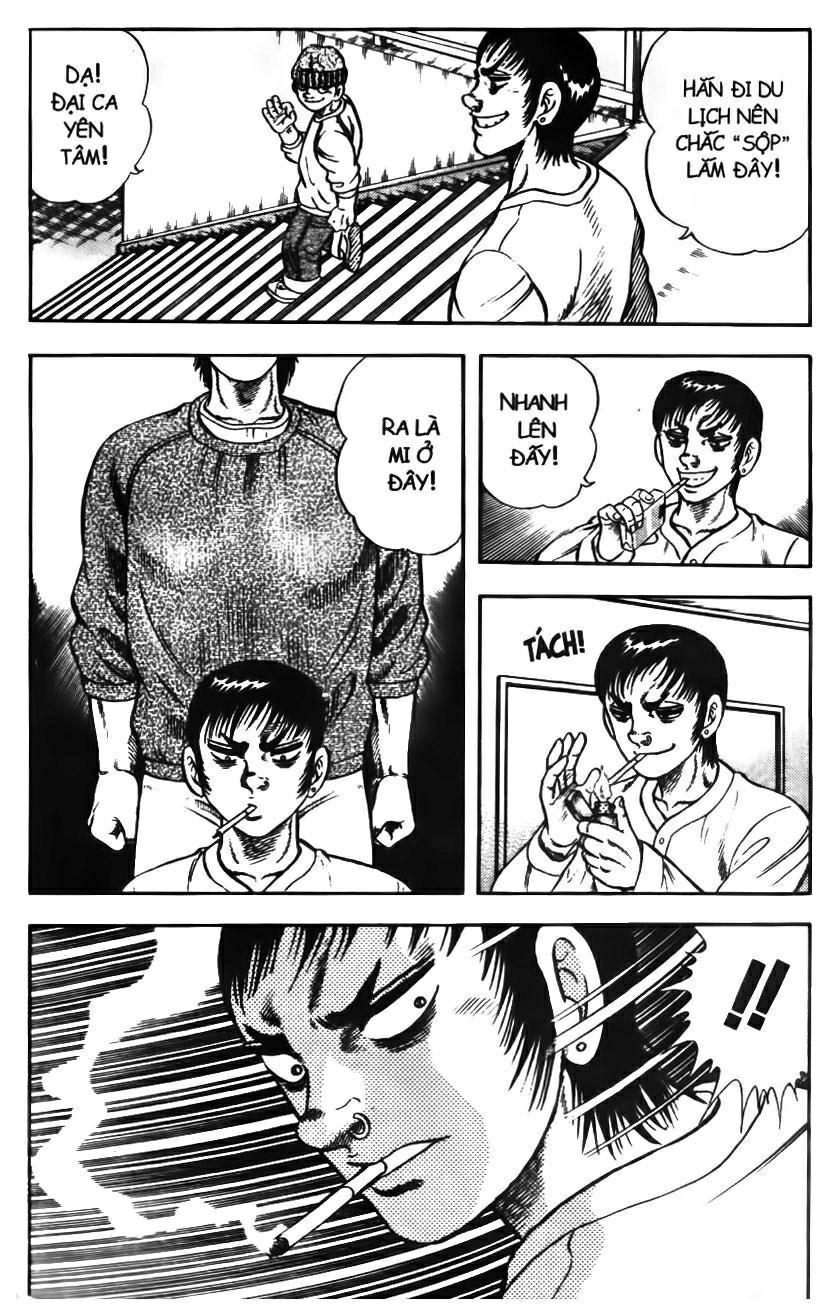 HẮN ĐI DU
LỊCH NÊN
CHẮC “SỘP”
LẮM ĐÂY!
DẠ!
ĐẠI CA
YÊN
TÂM!
NHANH
LÊN
ĐẤY!
TÁCH!
RA LÀ
MI Ở
ĐÂY!
!!